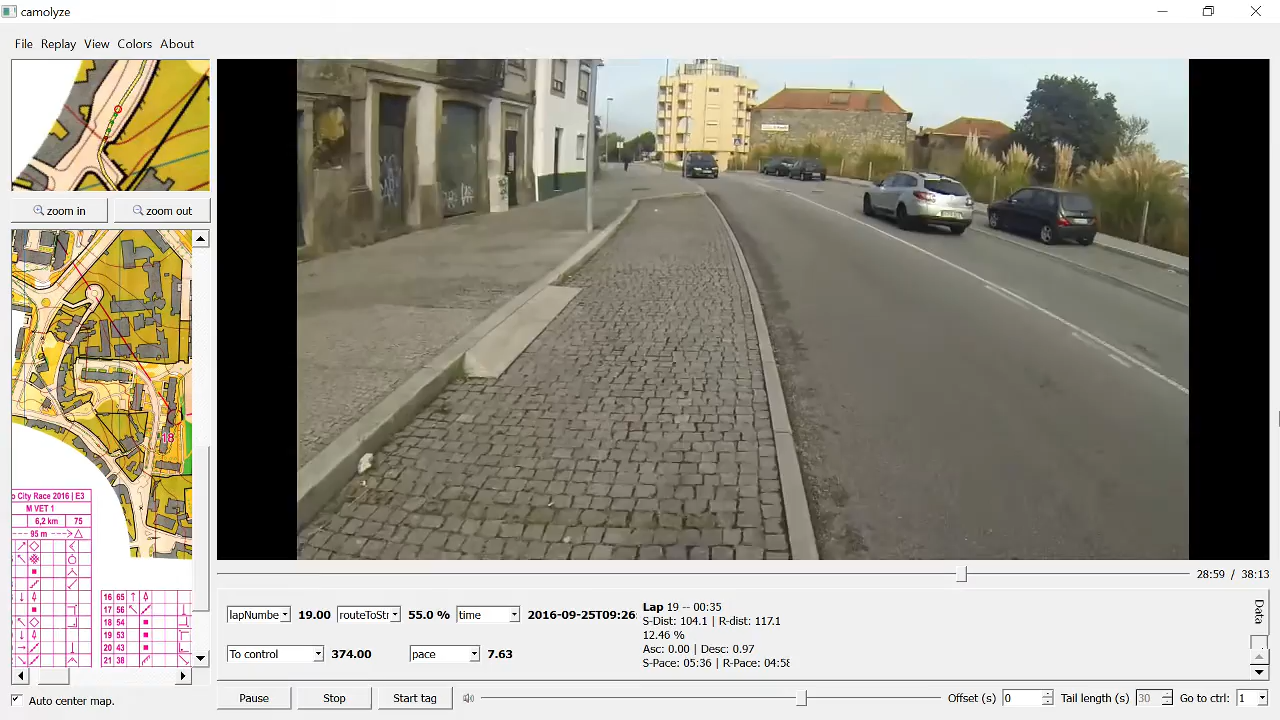 camolyze
File Replay View Colors About
zoom in zoom out
18
o City Race 2016 | E3
M VET 1
6,2 km 75
95 m
16 65
17 56
18 54
19 53
20 43
21 38
28:59 / 38:13
lapNumbe 19.00 routeToStr 55.0 % time 2016-09-25T09:26:
To control 374.00 pace 7.63
Lap 19 -- 00:35
S-Dist: 104.1 | R-dist: 117.1
12.46 %
Asc: 0.00 | Desc: 0.97
S-Pace: 05:36 | R-Pace: 04:58
Data
Auto center map.
Pause Stop Start tag Offset (s) 0 Tail length (s) 30 Go to ctrl: 1